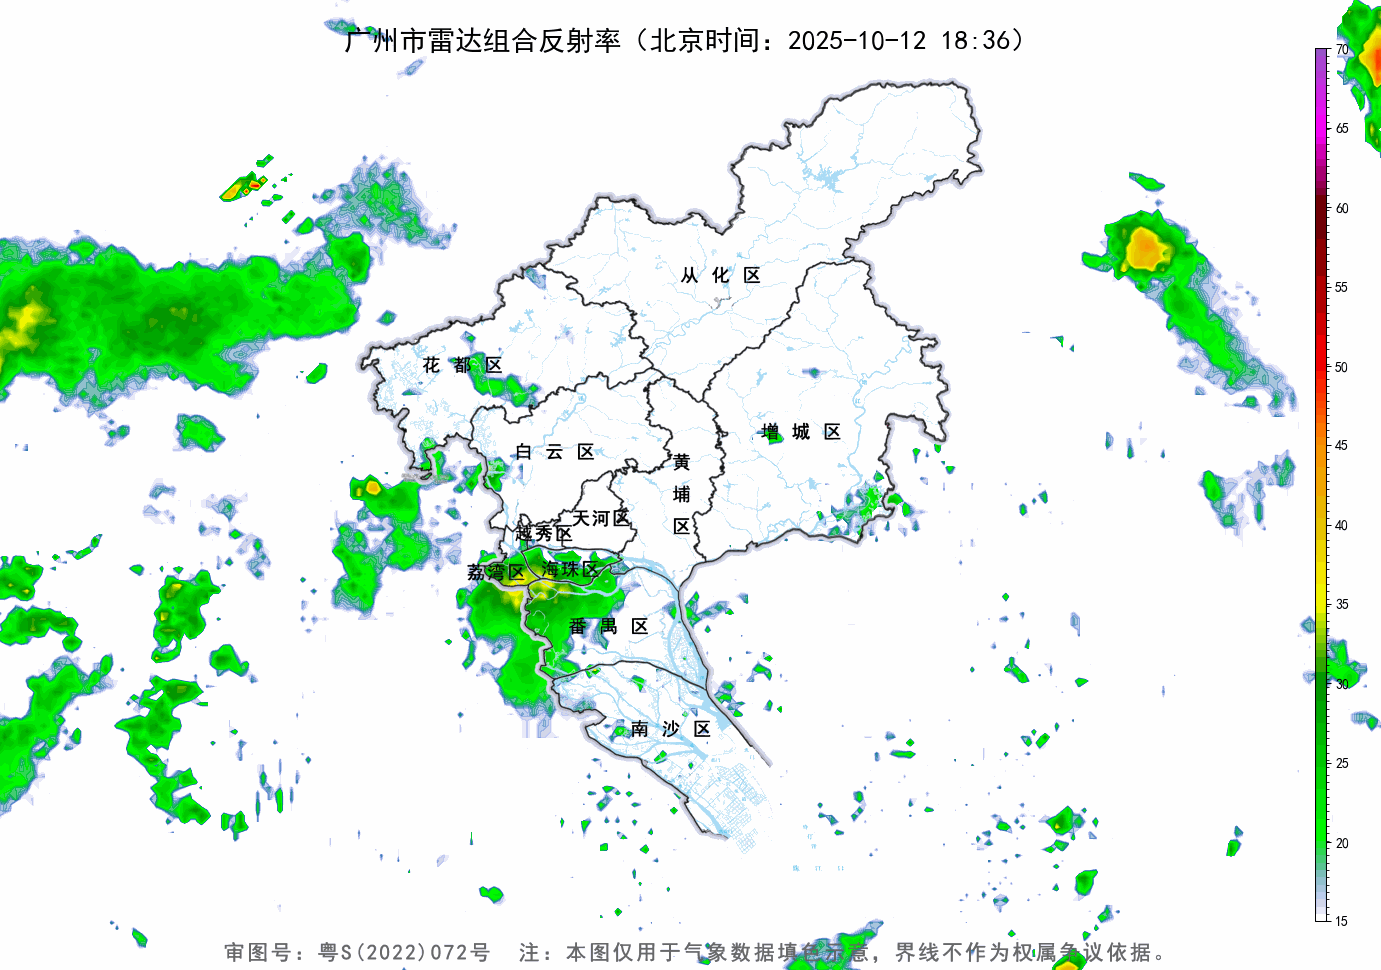 广州市雷达组合反射率（北京时间：2025-10-12 18:36）
70
65
60
55
50
45
40
35
30
25
20
15
从化区
花都区
增城区
白云区
黄埔区
天河区
越秀区
荔湾区
海珠区
番禺区
南沙区
审图号：粤S(2022)072号 注：本图仅用于气象数据填色示意，界线不作为权属争议依据。